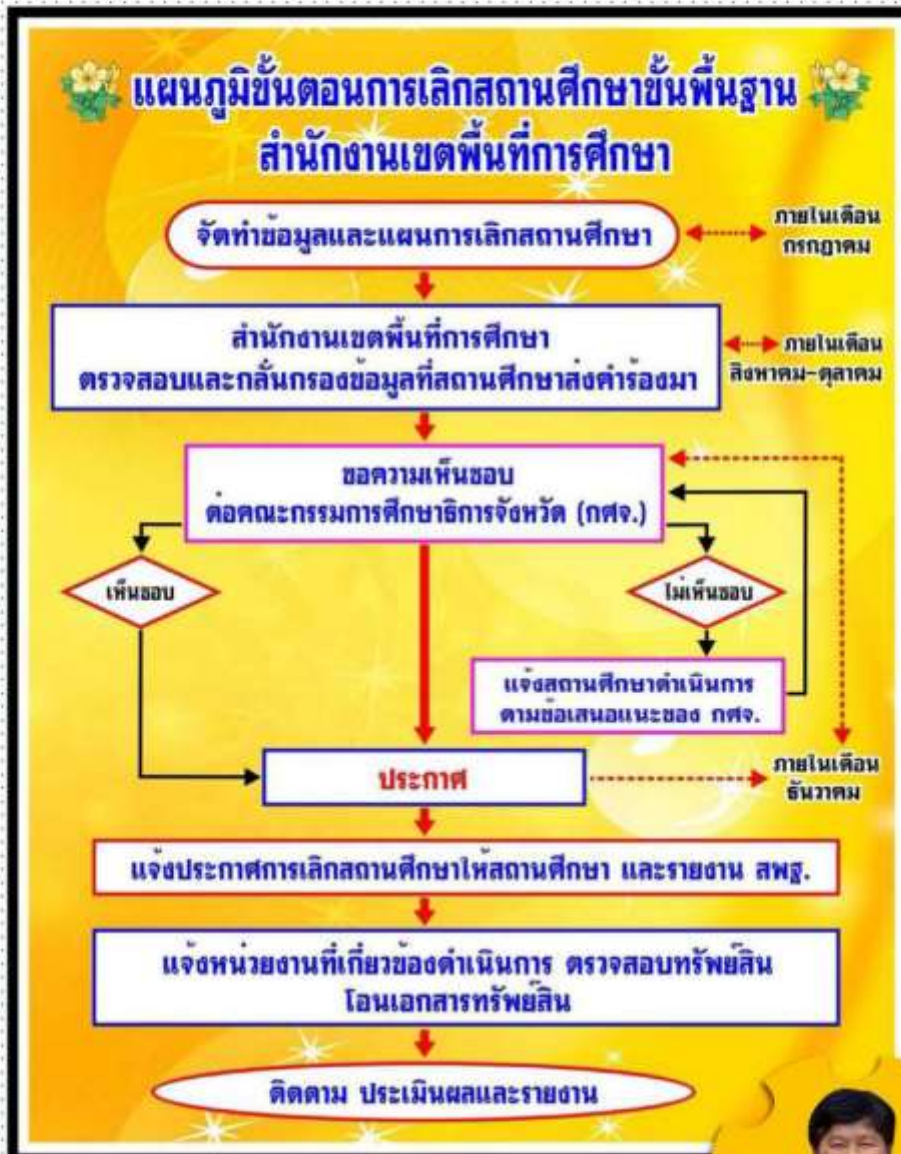 แผนภูมิขั้นตอนการเลิกสถานศึกษาขั้นพื้นฐาน
สำนักงานเขตพื้นที่การศึกษา
จัดทำข้อมูลและแผนการเลิกสถานศึกษา
ภายในเดือน
กรกฎาคม
สำนักงานเขตพื้นที่การศึกษา
ตรวจสอบและกลั่นกรองข้อมูลที่สถานศึกษาส่งคำร้องมา
ภายในเดือน
สิงหาคม-ตุลาคม
ขอความเห็นชอบ
ต่อคณะกรรมการศึกษาธิการจังหวัด (กศจ.)
เห็นชอบ
ไม่เห็นชอบ
แจ้งสถานศึกษาดำเนินการ
ตามข้อเสนอแนะของ กศจ.
ประกาศ
ภายในเดือน
ธันวาคม
แจ้งประกาศการเลิกสถานศึกษาให้สถานศึกษา และรายงาน สพฐ.
แจ้งหน่วยงานที่เกี่ยวข้องดำเนินการ ตรวจสอบทรัพย์สิน
โอนเอกสารทรัพย์สิน
ติดตาม ประเมินผลและรายงาน